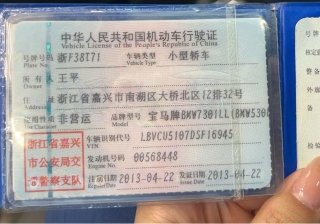 中华人民共和国机动车行驶证
Vehicle License of the People's Republic of China
号牌号码 浙F38T71 车辆类型 小型轿车
Plate No. Vehicle Type
所有人 王平
Owner
住址 浙江省嘉兴市南湖区大桥北区12排32号
Address
使用性质 非营运 品牌型号 宝马牌BMW7301LL(BMW530
浙江省嘉兴
市公安局交
通警察支队
车辆识别代号 LBVCU5107DSF16945
VIN
发动机号码 00568448
Engine No.
注册日期 2013-04-22 发证日期 2013-04-22
Register Date Issue Date